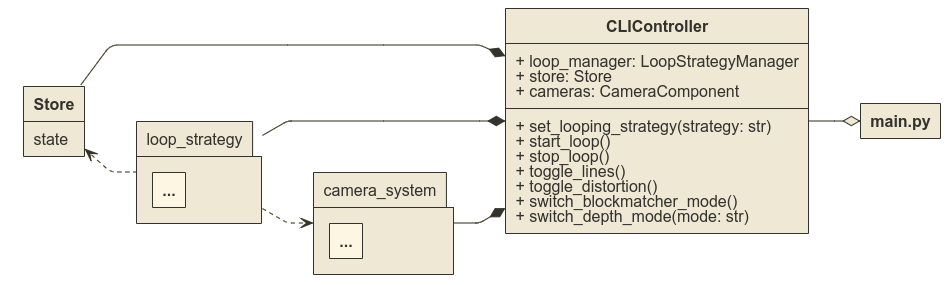 CLIController
+ loop_manager: LoopStrategyManager
+ store: Store
+ cameras: CameraComponent
+ set_looping_strategy(strategy: str)
+ start_loop()
+ stop_loop()
+ toggle_lines()
+ toggle_distortion()
+ switch_blockmatcher_mode()
+ switch_depth_mode(mode: str)
Store
state
loop_strategy
...
camera_system
...
main.py